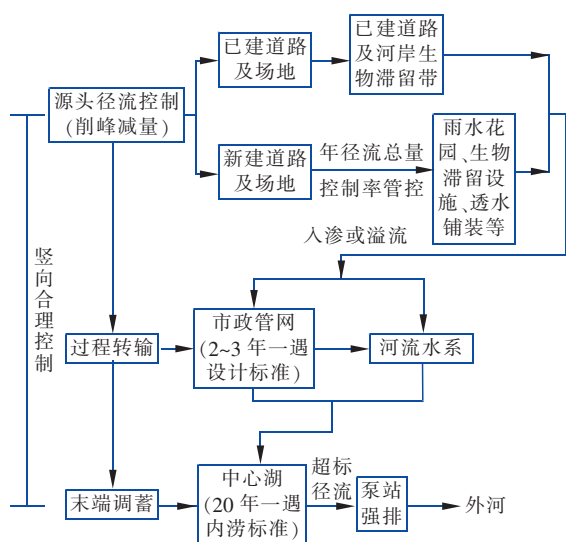 已建道路
及场地
已建道路
及河岸生
物滞留带
源头径流控制
(削峰减量)
新建道路
及场地
年径流总量
控制率管控
雨水花
园、生物
滞留设
施、透水
铺装等
入渗或溢流
竖向合理控制
过程转输
市政管网
(2~3 年一遇
设计标准)
河流水系
末端调蓄
中心湖
(20 年一遇
内涝标准)
超标
径流
泵站
强排
外河